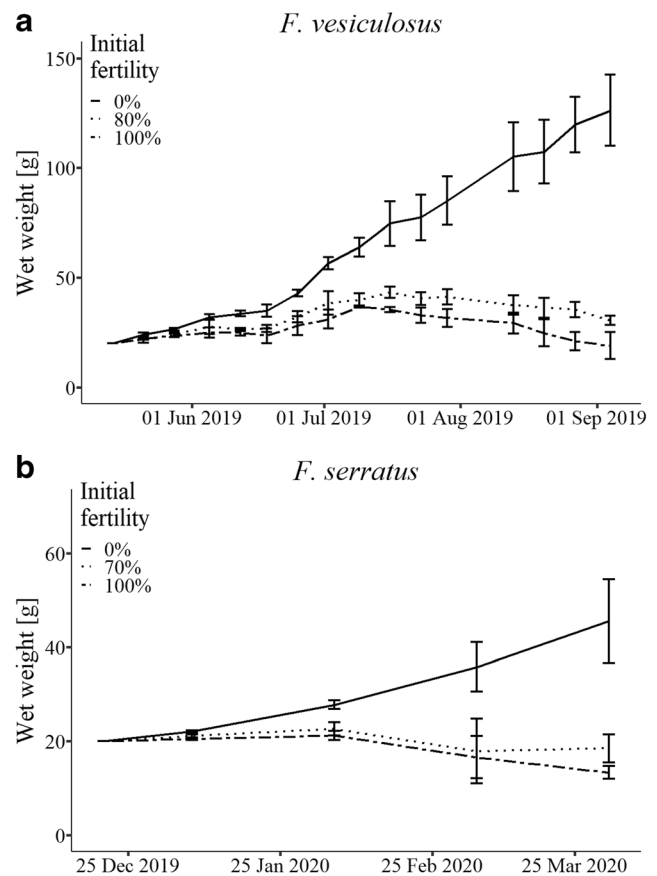 a
F. vesiculosus
Initial
fertility
0%
80%
100%
150
100
50
0
Wet weight [g]
01 Jun 2019 01 Jul 2019 01 Aug 2019 01 Sep 2019
b
F. serratus
Initial
fertility
0%
70%
100%
60
40
20
0
Wet weight [g]
25 Dec 2019 25 Jan 2020 25 Feb 2020 25 Mar 2020